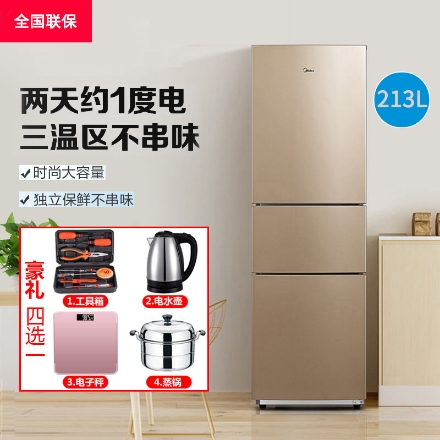 全国联保
两天约1度电
三温区不串味
时尚大容量
独立保鲜不串味
Midea
213L
豪礼四选一
1.工具箱
2.电水壶
3.电子秤
4.蒸锅